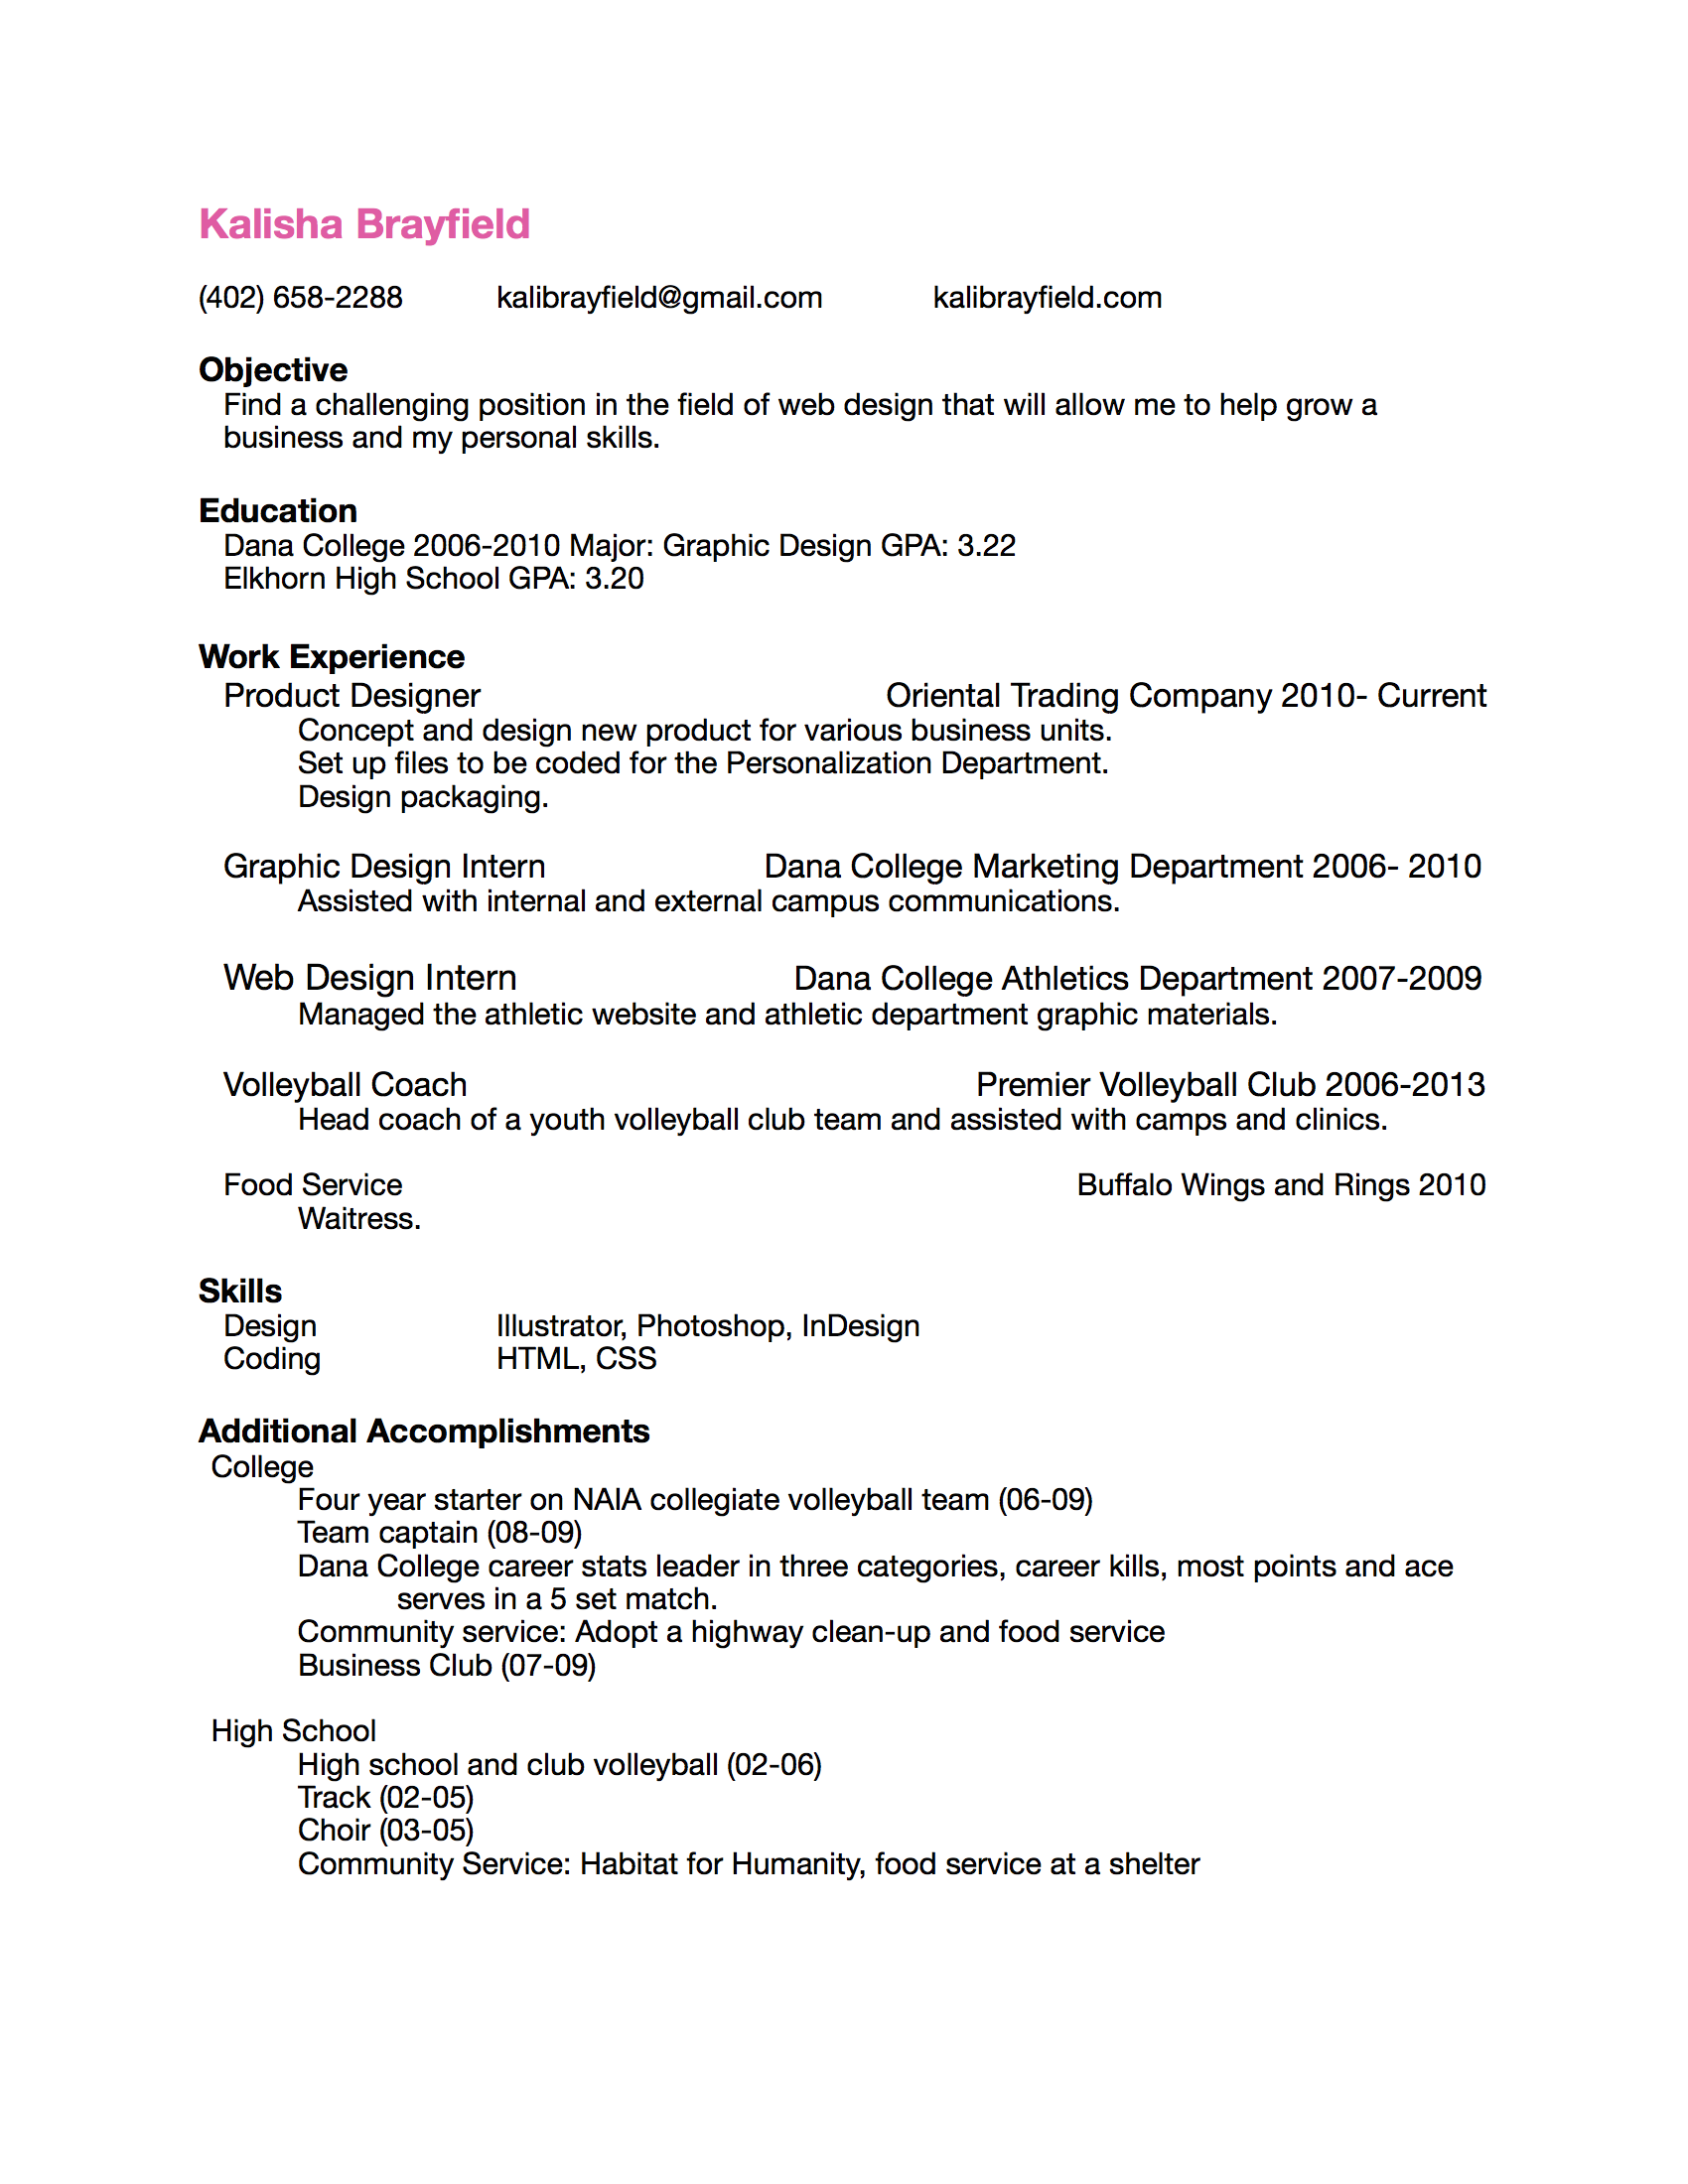 Kalisha Brayfield
(402) 658-2288 kalibrayfield@gmail.com kalibrayfield.com
Objective
Find a challenging position in the field of web design that will allow me to help grow a
business and my personal skills.
Education
Dana College 2006-2010 Major: Graphic Design GPA: 3.22
Elkhorn High School GPA: 3.20
Work Experience
Product Designer Oriental Trading Company 2010- Current
Concept and design new product for various business units.
Set up files to be coded for the Personalization Department.
Design packaging.
Graphic Design Intern Dana College Marketing Department 2006- 2010
Assisted with internal and external campus communications.
Web Design Intern Dana College Athletics Department 2007-2009
Managed the athletic website and athletic department graphic materials.
Volleyball Coach Premier Volleyball Club 2006-2013
Head coach of a youth volleyball club team and assisted with camps and clinics.
Food Service Buffalo Wings and Rings 2010
Waitress.
Skills
Design Illustrator, Photoshop, InDesign
Coding HTML, CSS
Additional Accomplishments
College
Four year starter on NAIA collegiate volleyball team (06-09)
Team captain (08-09)
Dana College career stats leader in three categories, career kills, most points and ace
serves in a 5 set match.
Community service: Adopt a highway clean-up and food service
Business Club (07-09)
High School
High school and club volleyball (02-06)
Track (02-05)
Choir (03-05)
Community Service: Habitat for Humanity, food service at a shelter